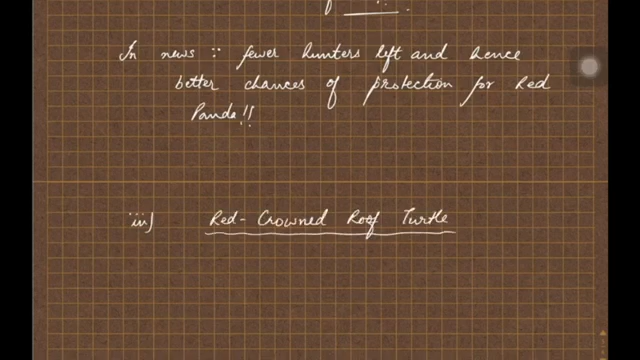 of
In news :: fewer hunters left and hence
better chances of protection for Red
Panda!!
iii) Red-Crowned Roof Turtle